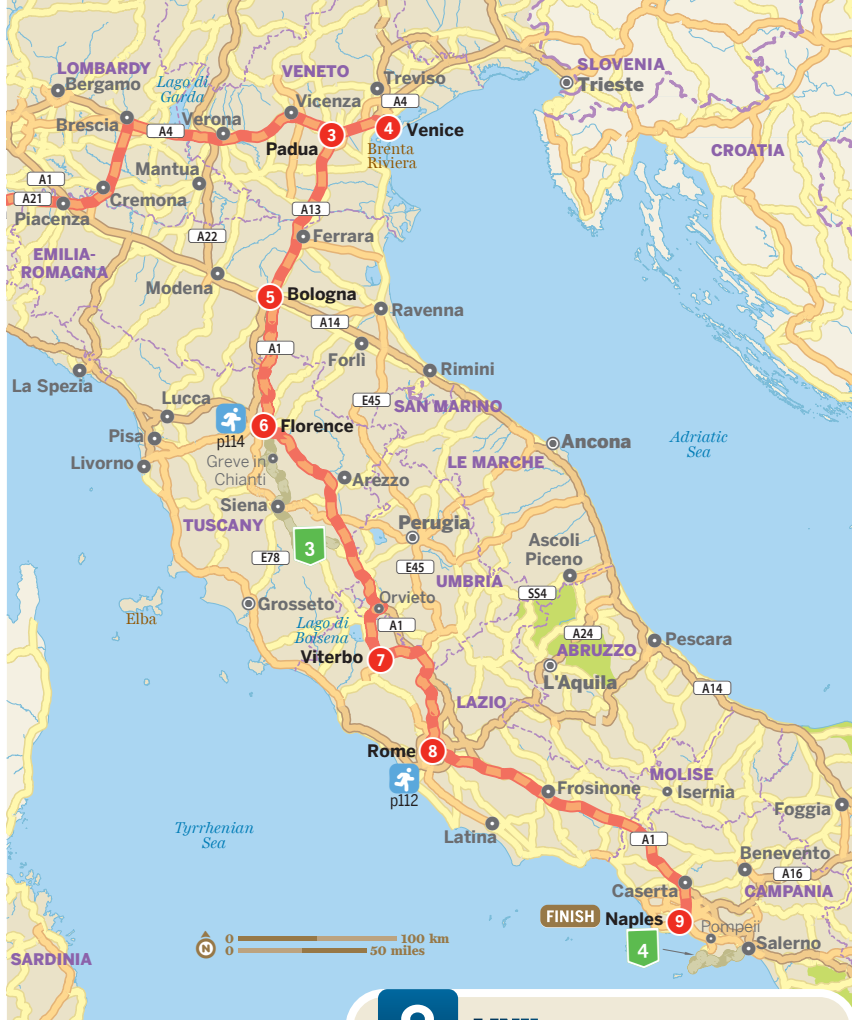 LOMBARDY
Bergamo
Lago di
Garda
VENETO
Treviso
SLOVENIA
Trieste
Vicenza
A4
Brescia
A4
Verona
Padua
3
4
Venice
Brenta
Riviera
CROATIA
Mantua
A1
A21
Cremona
Piacenza
A13
A22
Ferrara
EMILIA-
ROMAGNA
Modena
5
Bologna
Ravenna
A14
A1
Forlì
Rimini
La Spezia
Lucca
E45
SAN MARINO
6
Florence
p114
Pisa
Ancona
Adriatic
Sea
Livorno
Greve in
Chianti
LE MARCHE
Arezzo
Siena
TUSCANY
Perugia
3
E78
Ascoli
Piceno
E45
UMBRIA
SS4
Orvieto
Grosseto
Elba
Lago di
Bolsena
A1
A24
Pescara
ABRUZZO
Viterbo
7
L'Aquila
A14
LAZIO
Rome
8
p112
MOLISE
Frosinone
Isernia
Foggia
Tyrrhenian
Sea
Latina
A1
Benevento
A16
Caserta
CAMPANIA
FINISH
Naples
9
Pompeii
4
Salerno
N
0
100 km
0
50 miles
SARDINIA